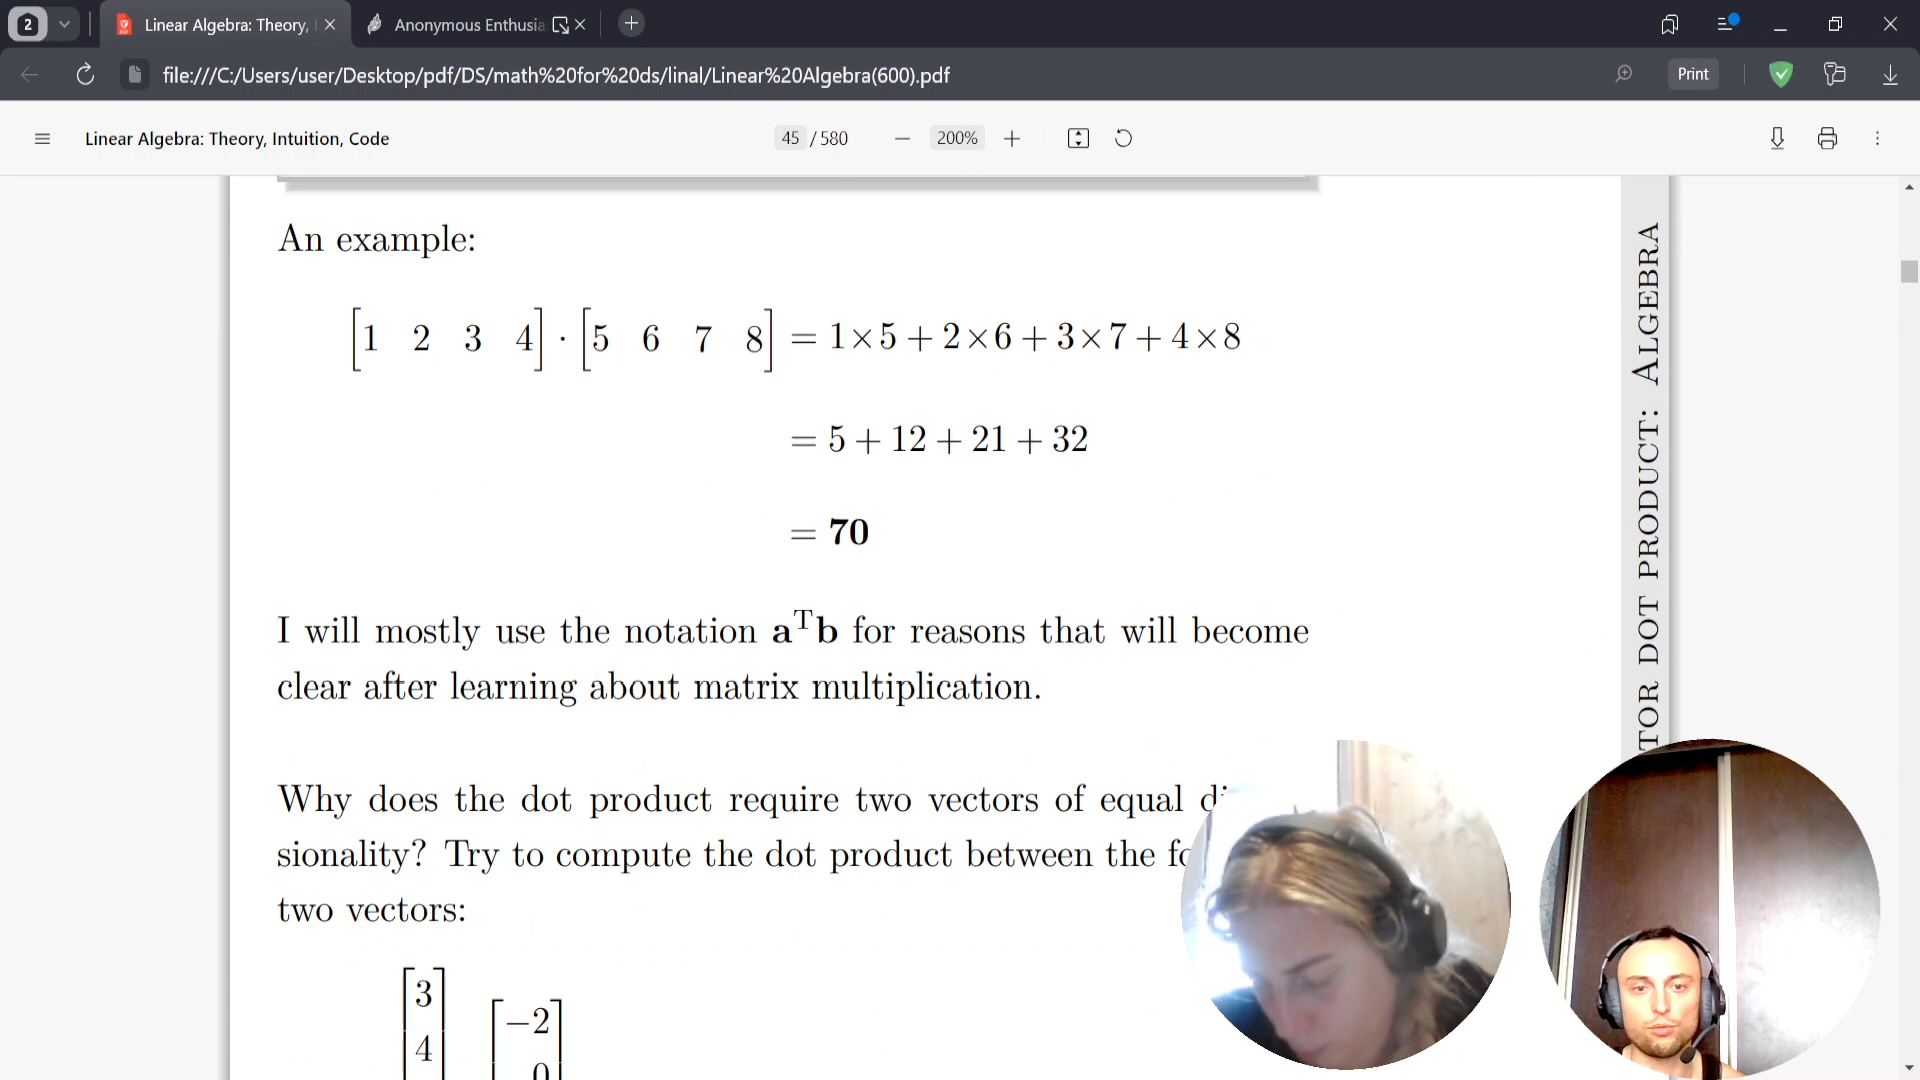 2
Linear Algebra: Theory,
Anonymous Enthusia
file:///C:/Users/user/Desktop/pdf/DS/math%20for%20ds/linal/Linear%20Algebra(600).pdf
Print
Linear Algebra: Theory, Intuition, Code
45 / 580
200%
An example:
[1 2 3 4] · [5 6 7 8] = 1×5 + 2×6 + 3×7 + 4×8
= 5 + 12 + 21 + 32
= 70
I will mostly use the notation aᵀb for reasons that will become
clear after learning about matrix multiplication.
Why does the dot product require two vectors of equal
sionality? Try to compute the dot product between the
two vectors:
3
-2
4
0
TOR DOT PRODUCT: ALGEBRA